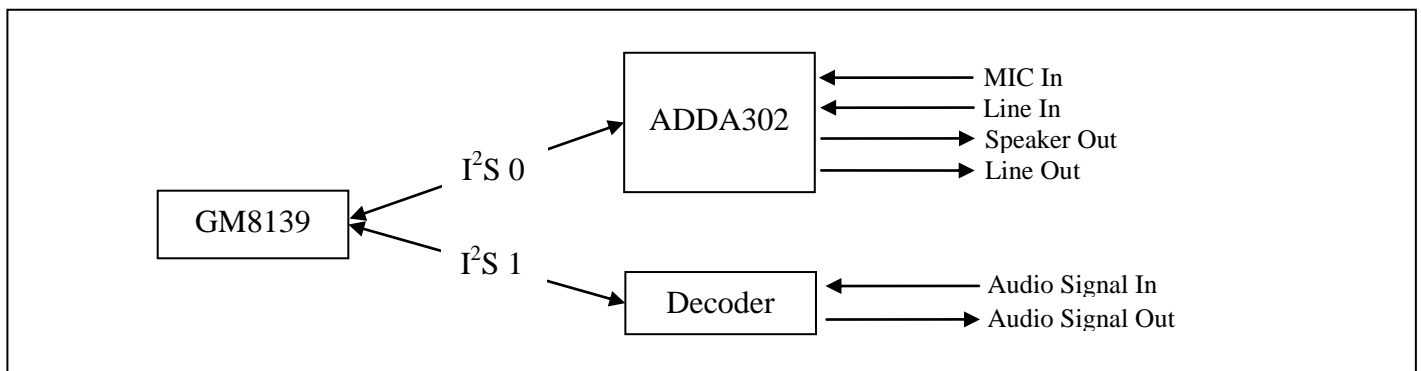 GM8139
I²S 0
I²S 1
ADDA302
MIC In
Line In
Speaker Out
Line Out
Decoder
Audio Signal In
Audio Signal Out